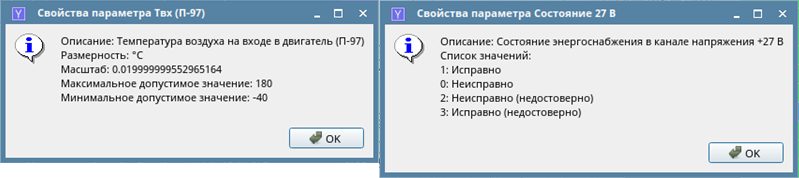 Свойства параметра Твх (П-97)
Описание: Температура воздуха на входе в двигатель (П-97)
Размерность: °C
Масштаб: 0.019999999552965164
Максимальное допустимое значение: 180
Минимальное допустимое значение: -40
OK
Свойства параметра Состояние 27 В
Описание: Состояние энергоснабжения в канале напряжения +27 В
Список значений:
1: Исправно
0: Неисправно
2: Неисправно (недостоверно)
3: Исправно (недостоверно)
OK